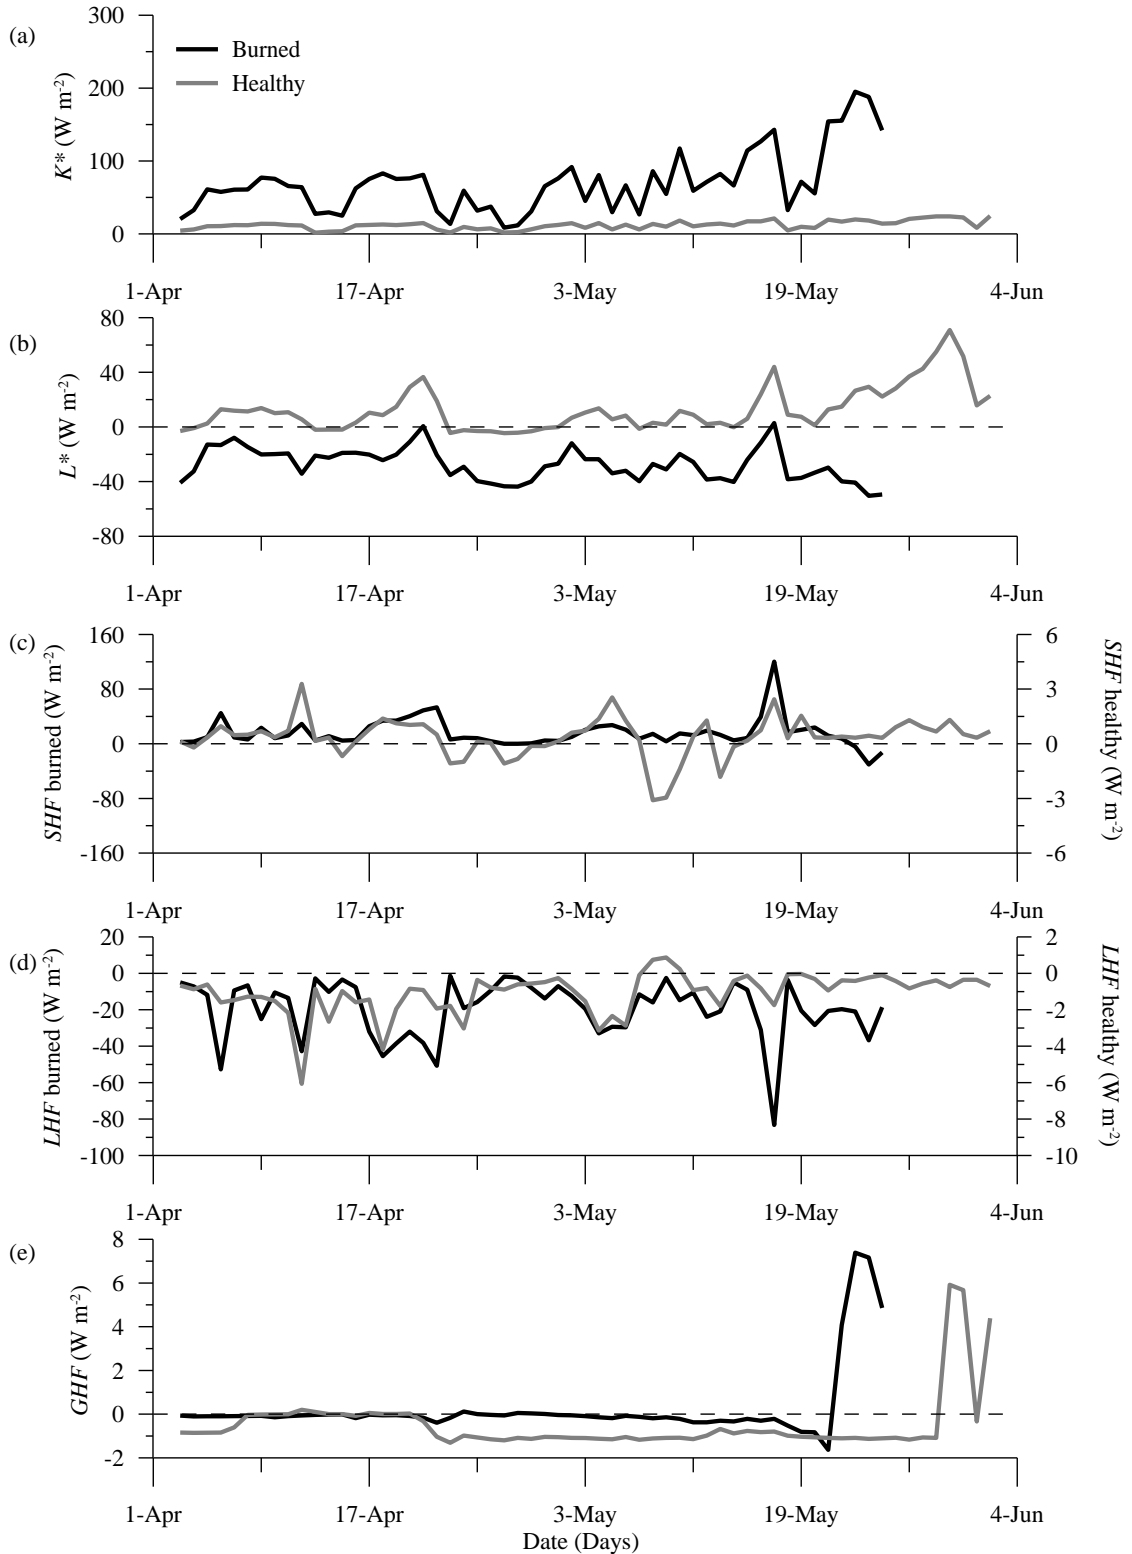 (a)
300
200
100
0
K* (W m-2)
Burned
Healthy
1-Apr 17-Apr 3-May 19-May 4-Jun
(b)
80
40
0
-40
-80
L* (W m-2)
1-Apr 17-Apr 3-May 19-May 4-Jun
(c)
160
80
0
-80
-160
SHF burned (W m-2)
6
3
0
-3
-6
SHF healthy (W m-2)
1-Apr 17-Apr 3-May 19-May 4-Jun
(d)
20
0
-20
-40
-60
-80
-100
LHF burned (W m-2)
2
0
-2
-4
-6
-8
-10
LHF healthy (W m-2)
1-Apr 17-Apr 3-May 19-May 4-Jun
(e)
8
6
4
2
0
-2
GHF (W m-2)
1-Apr 17-Apr 3-May 19-May 4-Jun
Date (Days)